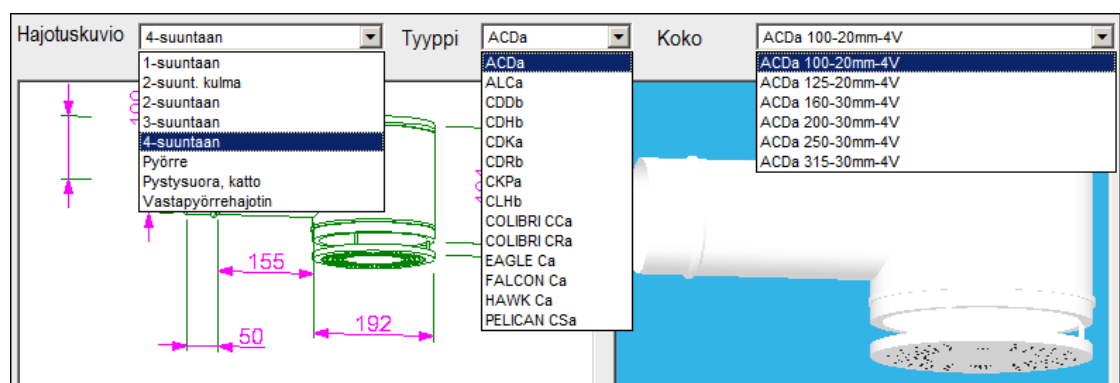 Hajotuskuvio 4-suuntaan Tyyppi ACDa Koko ACDa 100-20mm-4V
1-suuntaan
2-suunt. kulma
2-suuntaan
3-suuntaan
4-suuntaan
Pyörre
Pystysuora, katto
Vastapyörrehajotin
ACDa
ALCa
CDDb
CDHb
CDKa
CDRb
CKPa
CLHb
COLIBRI CCa
COLIBRI CRa
EAGLE Ca
FALCON Ca
HAWK Ca
PELICAN CSa
ACDa 100-20mm-4V
ACDa 125-20mm-4V
ACDa 160-30mm-4V
ACDa 200-30mm-4V
ACDa 250-30mm-4V
ACDa 315-30mm-4V
155
192
50